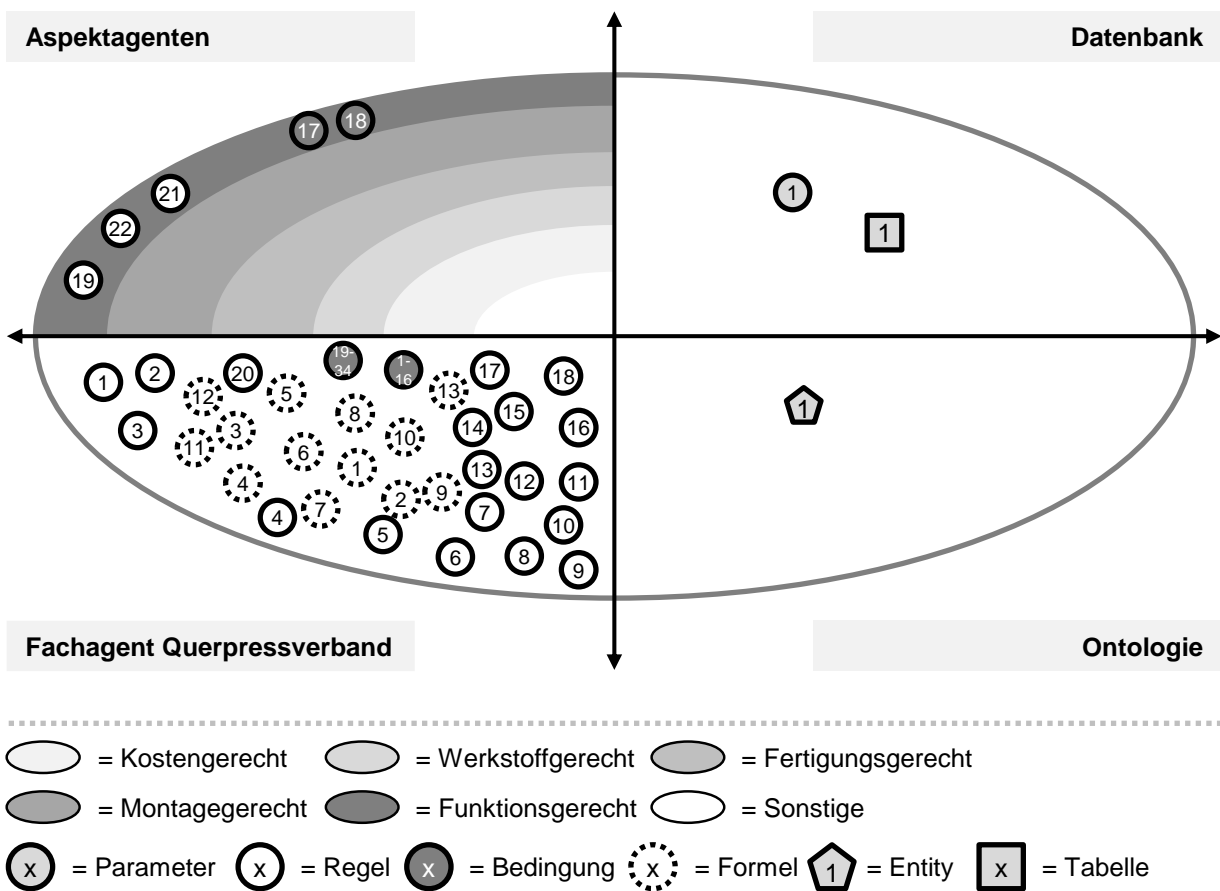 Aspektagenten Datenbank
17 18
21 1
22 1
19
19-34 1-16
1 2 20 17 18
12 5 13
3 3 8 15
11 10 14 16
6 1 13 1
4 12 11
7 2 9
4 5 7 10
6 8 9
Fachagent Querpressverband Ontologie
= Kostengerecht = Werkstoffgerecht = Fertigungsgerecht
= Montagegerecht = Funktionsgerecht = Sonstige
x = Parameter x = Regel x = Bedingung x = Formel 1 = Entity x = Tabelle